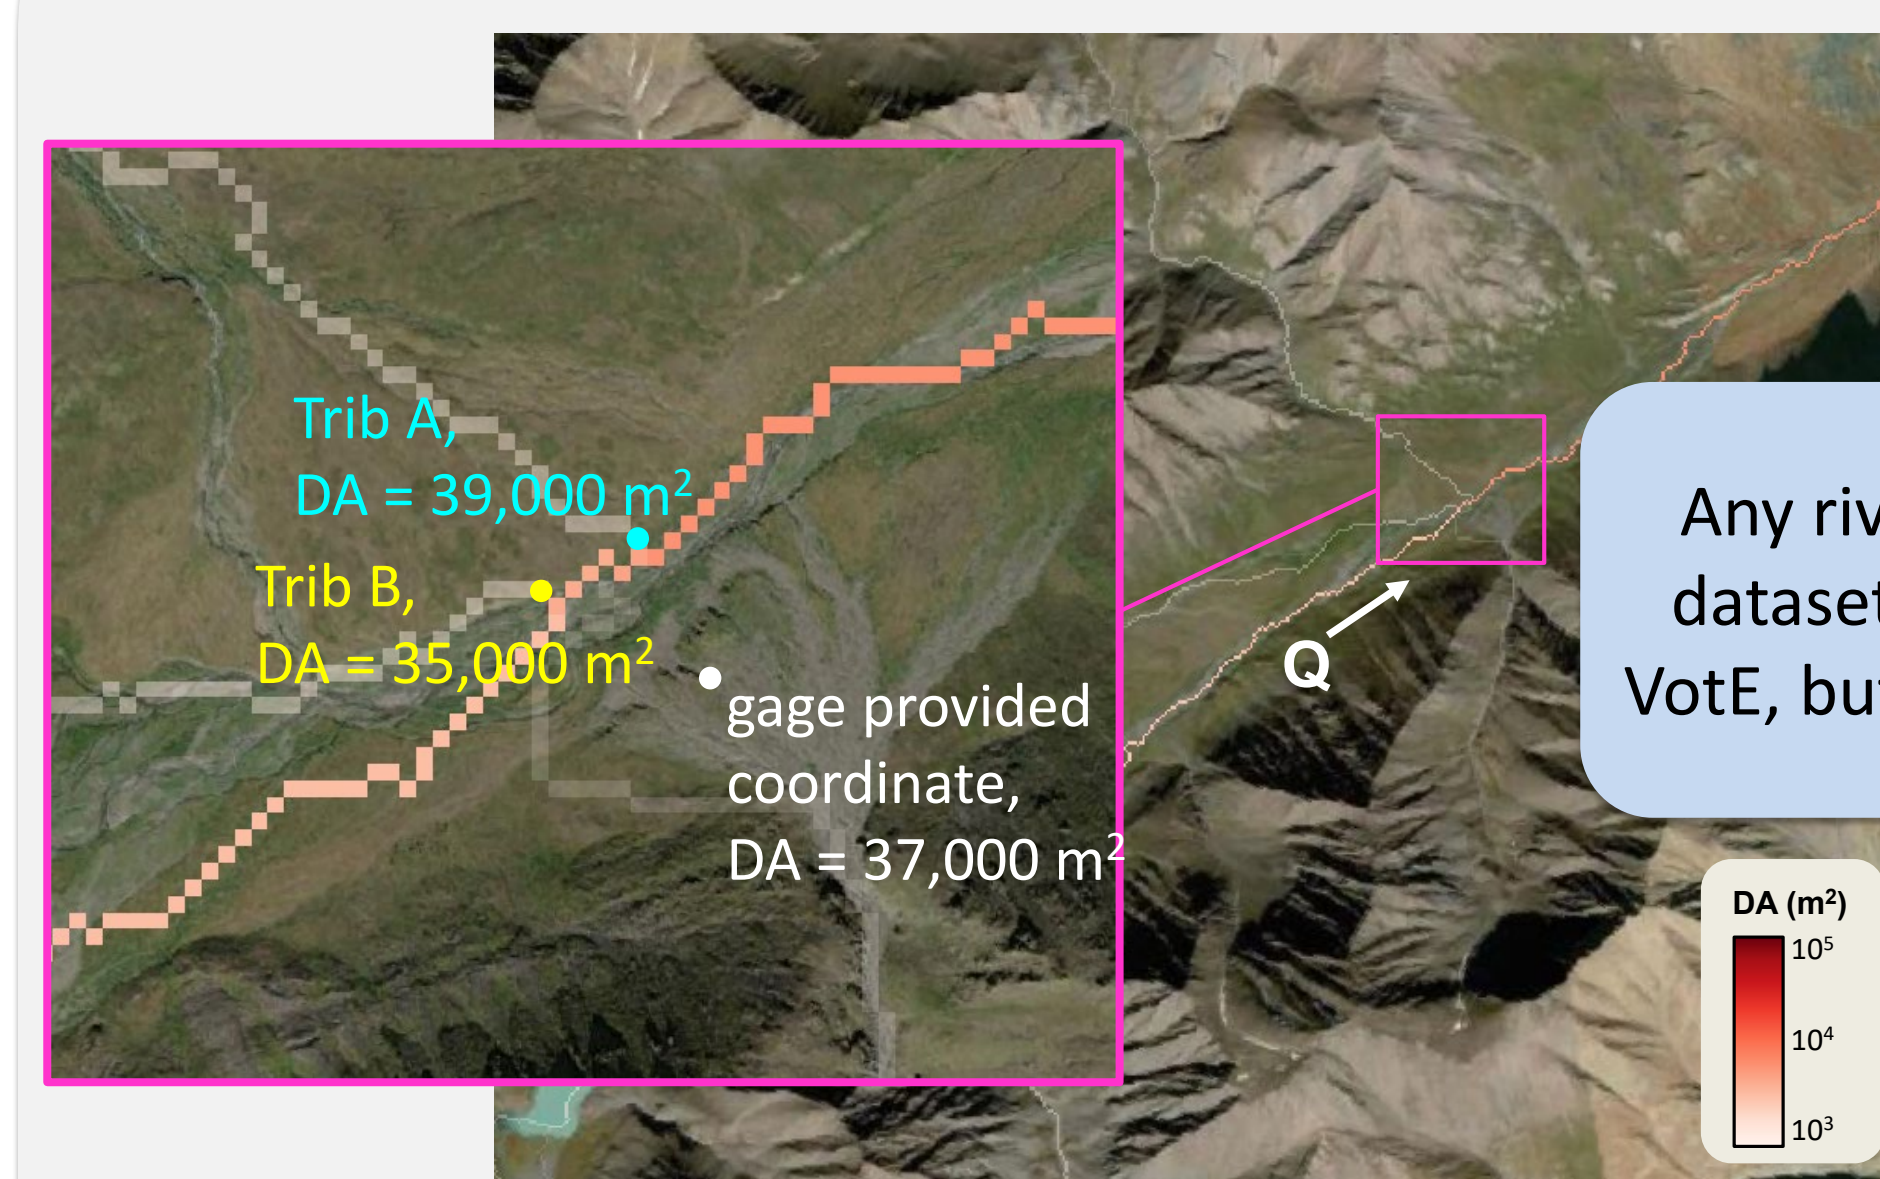 Trib A,
DA = 39,000 m²
Trib B,
DA = 35,000 m²
gage provided
coordinate,
DA = 37,000 m²
Q
Any riv
dataset
VotE, but
DA (m²)
10⁵
10⁴
10³